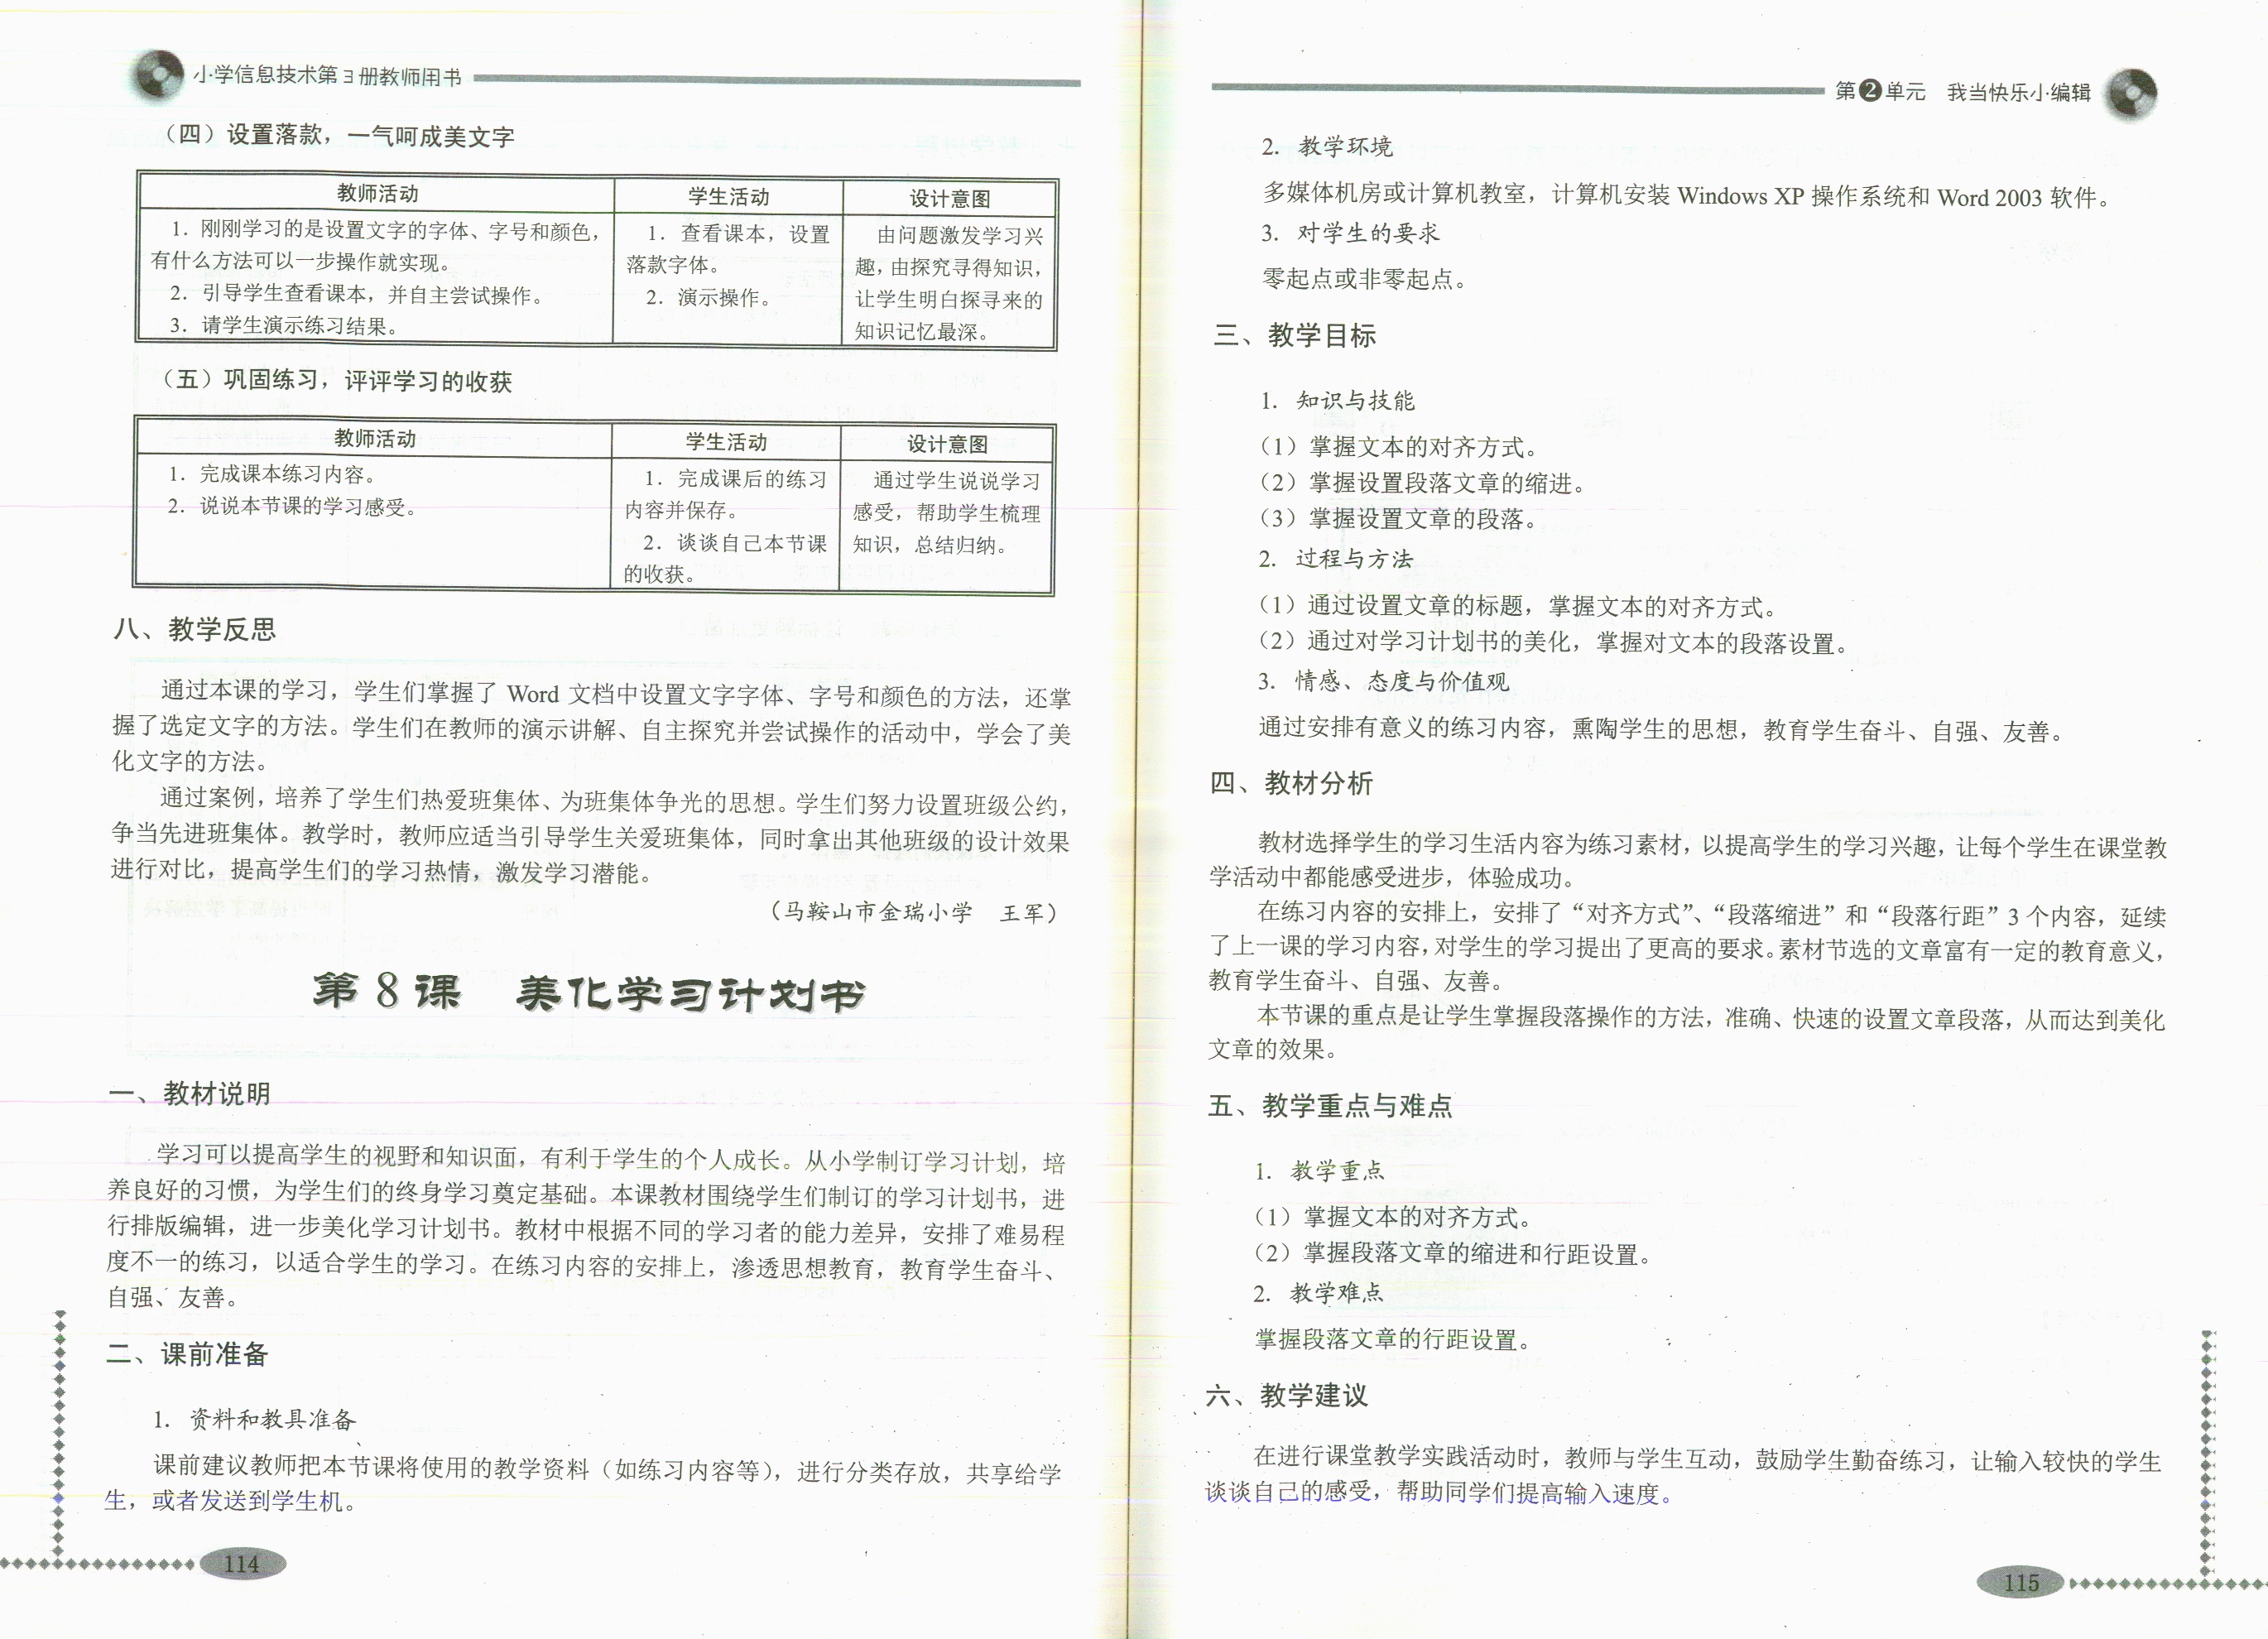 小学信息技术第3册教师用书
（四）设置落款，一气呵成美文字
教师活动 学生活动 设计意图
1．刚刚学习的是设置文字的字体、字号和颜色，
有什么方法可以一步操作就实现。
2．引导学生查看课本，并自主尝试操作。
3．请学生演示练习结果。
1．查看课本，设置
落款字体。
2．演示操作。
由问题激发学习兴
趣，由探究寻得知识，
让学生明白探寻来的
知识记忆最深。
（五）巩固练习，评评学习的收获
教师活动 学生活动 设计意图
1．完成课本练习内容。
2．说说本节课的学习感受。
1．完成课后的练习
内容并保存。
2．谈谈自己本节课
的收获。
通过学生说说学习
感受，帮助学生梳理
知识，总结归纳。
八、教学反思
通过本课的学习，学生们掌握了 Word 文档中设置文字字体、字号和颜色的方法，还掌
握了选定文字的方法。学生们在教师的演示讲解、自主探究并尝试操作的活动中，学会了美
化文字的方法。
通过案例，培养了学生们热爱班集体、为班集体争光的思想。学生们努力设置班级公约，
争当先进班集体。教学时，教师应适当引导学生关爱班集体，同时拿出其他班级的设计效果
进行对比，提高学生们的学习热情，激发学习潜能。
（马鞍山市金瑞小学　王军）
第 8 课　美化学习计划书
一、教材说明
学习可以提高学生的视野和知识面，有利于学生的个人成长。从小学制订学习计划，培
养良好的习惯，为学生们的终身学习奠定基础。本课教材围绕学生们制订的学习计划书，进
行排版编辑，进一步美化学习计划书。教材中根据不同的学习者的能力差异，安排了难易程
度不一的练习，以适合学生的学习。在练习内容的安排上，渗透思想教育，教育学生奋斗、
自强、友善。
二、课前准备
1. 资料和教具准备
课前建议教师把本节课将使用的教学资料（如练习内容等），进行分类存放，共享给学
生，或者发送到学生机。
114
第2单元　我当快乐小编辑
2. 教学环境
多媒体机房或计算机教室，计算机安装 Windows XP 操作系统和 Word 2003 软件。
3. 对学生的要求
零起点或非零起点。
三、教学目标
1. 知识与技能
（1）掌握文本的对齐方式。
（2）掌握设置段落文章的缩进。
（3）掌握设置文章的段落。
2. 过程与方法
（1）通过设置文章的标题，掌握文本的对齐方式。
（2）通过对学习计划书的美化，掌握对文本的段落设置。
3. 情感、态度与价值观
通过安排有意义的练习内容，熏陶学生的思想，教育学生奋斗、自强、友善。
四、教材分析
教材选择学生的学习生活内容为练习素材，以提高学生的学习兴趣，让每个学生在课堂教
学活动中都能感受进步，体验成功。
在练习内容的安排上，安排了“对齐方式”、“段落缩进”和“段落行距”3 个内容，延续
了上一课的学习内容，对学生的学习提出了更高的要求。素材节选的文章富有一定的教育意义，
教育学生奋斗、自强、友善。
本节课的重点是让学生掌握段落操作的方法，准确、快速的设置文章段落，从而达到美化
文章的效果。
五、教学重点与难点
1. 教学重点
（1）掌握文本的对齐方式。
（2）掌握段落文章的缩进和行距设置。
2. 教学难点
掌握段落文章的行距设置。
六、教学建议
在进行课堂教学实践活动时，教师与学生互动，鼓励学生勤奋练习，让输入较快的学生
谈谈自己的感受，帮助同学们提高输入速度。
115